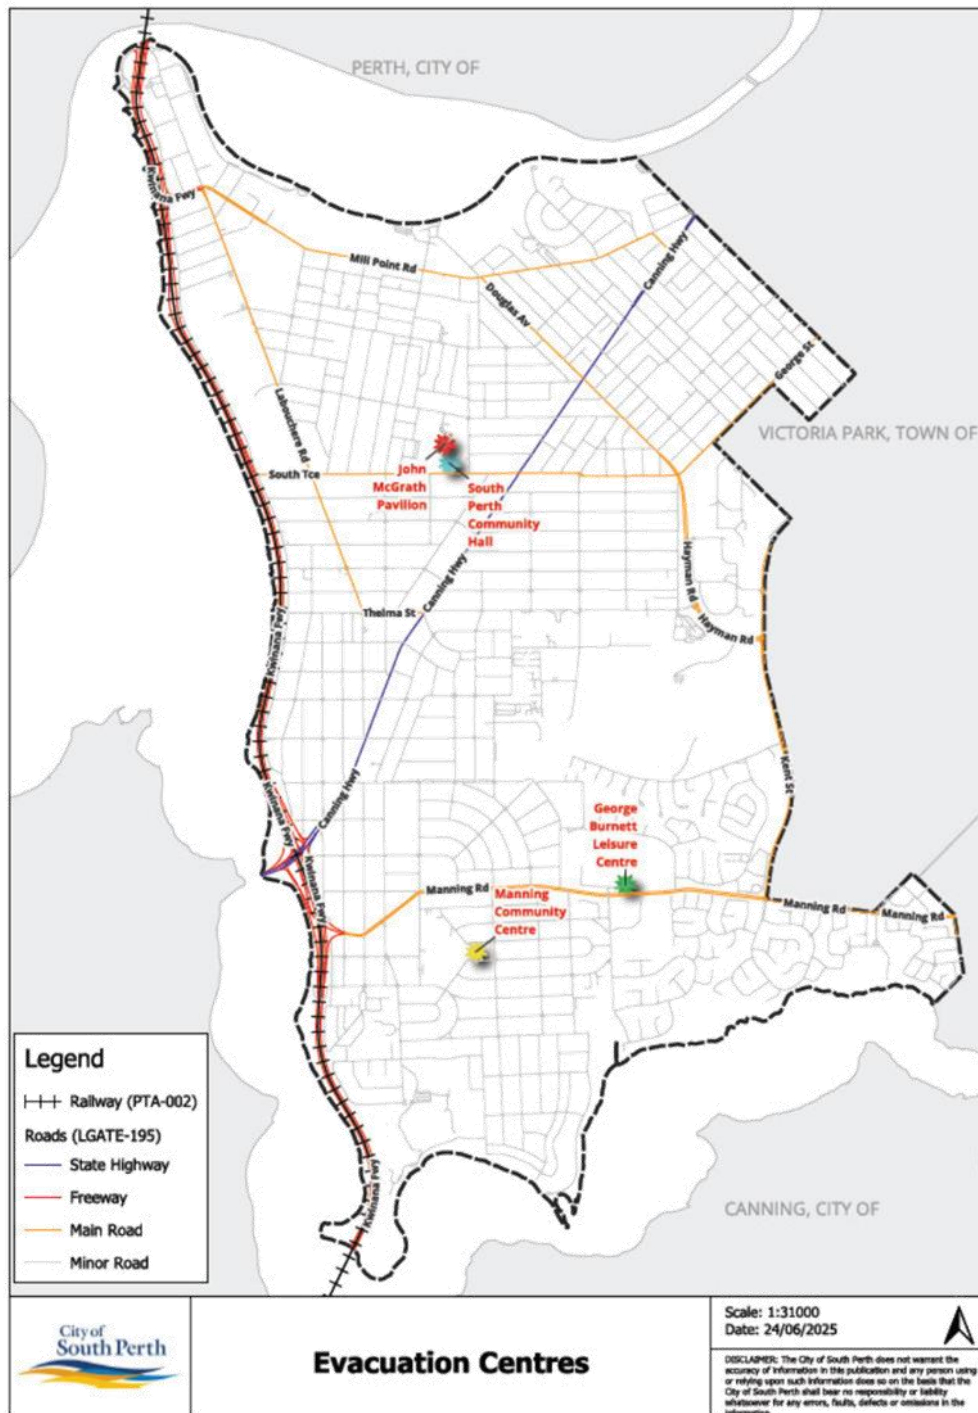 PERTH, CITY OF
Kwinana Fwy
Mill Point Rd
Canning Hwy
Douglas Av
George St
Labouchere Rd
VICTORIA PARK, TOWN OF
South Tce
John
McGrath
Pavilion
South
Perth
Community
Hall
Canning Hwy
Hayman Rd
Thelma St
Hayman Rd
Kwinana Fwy
Kent St
Canning Hwy
Kwinana Fwy
George
Burnett
Leisure
Centre
Kwinana Fwy
Manning Rd
Manning
Community
Centre
Manning Rd
Manning Rd
Kwinana Fwy
CANNING, CITY OF
Legend
Railway (PTA-002)
Roads (LGATE-195)
State Highway
Freeway
Main Road
Minor Road
City of
South Perth
Evacuation Centres
Scale: 1:31000
Date: 24/06/2025
DISCLAIMER: The City of South Perth does not warrant the
accuracy of information in this publication and any person using
or relying upon such information does so on the basis that the
City of South Perth shall bear no responsibility or liability
whatsoever for any errors, faults, defects or omissions in the
information.